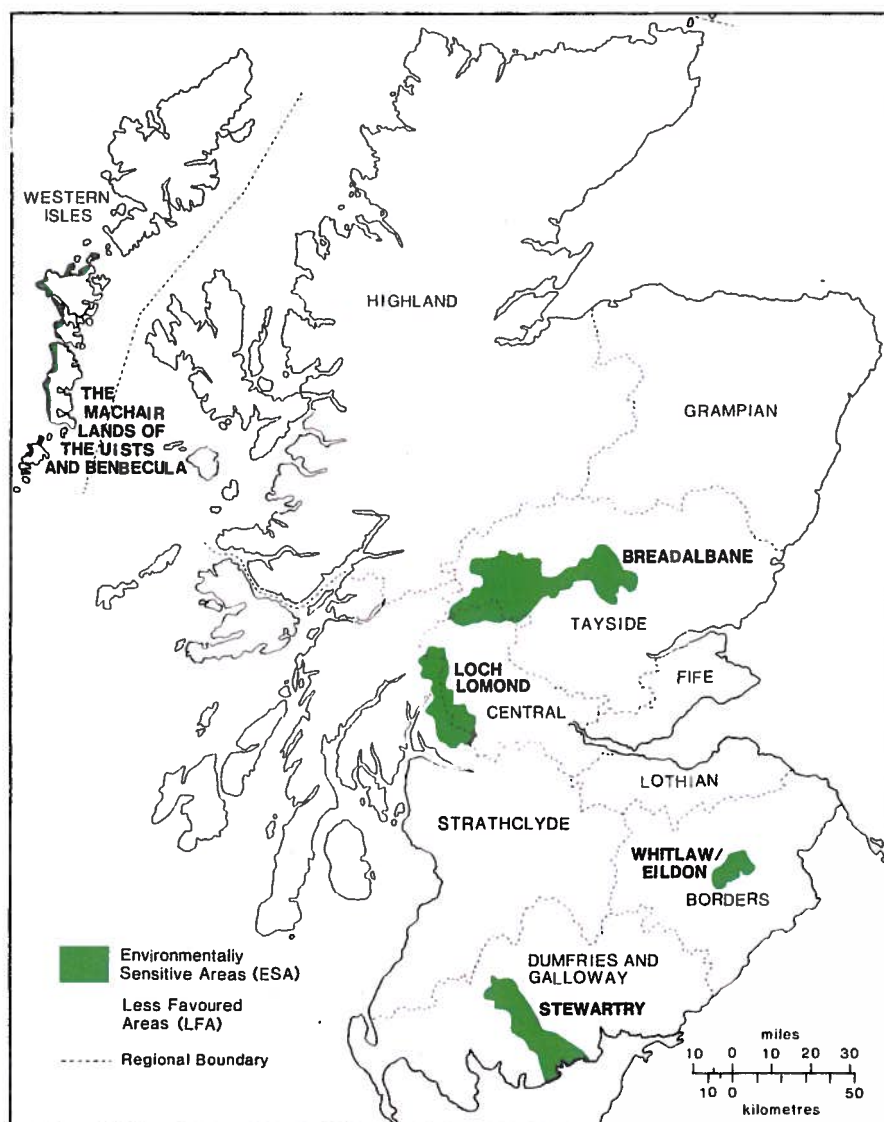 WESTERN
ISLES
HIGHLAND
GRAMPIAN
THE
MACHAIR
LANDS OF
THE UISTS
AND BENBECULA
BREADALBANE
TAYSIDE
LOCH
LOMOND
CENTRAL
FIFE
LOTHIAN
STRATHCLYDE
WHITLAW/
EILDON
BORDERS
DUMFRIES AND
GALLOWAY
STEWARTRY
Environmentally
Sensitive Areas (ESA)
Less Favoured
Areas (LFA)
Regional Boundary
miles
10 0 10 20 30
10 0 50
kilometres